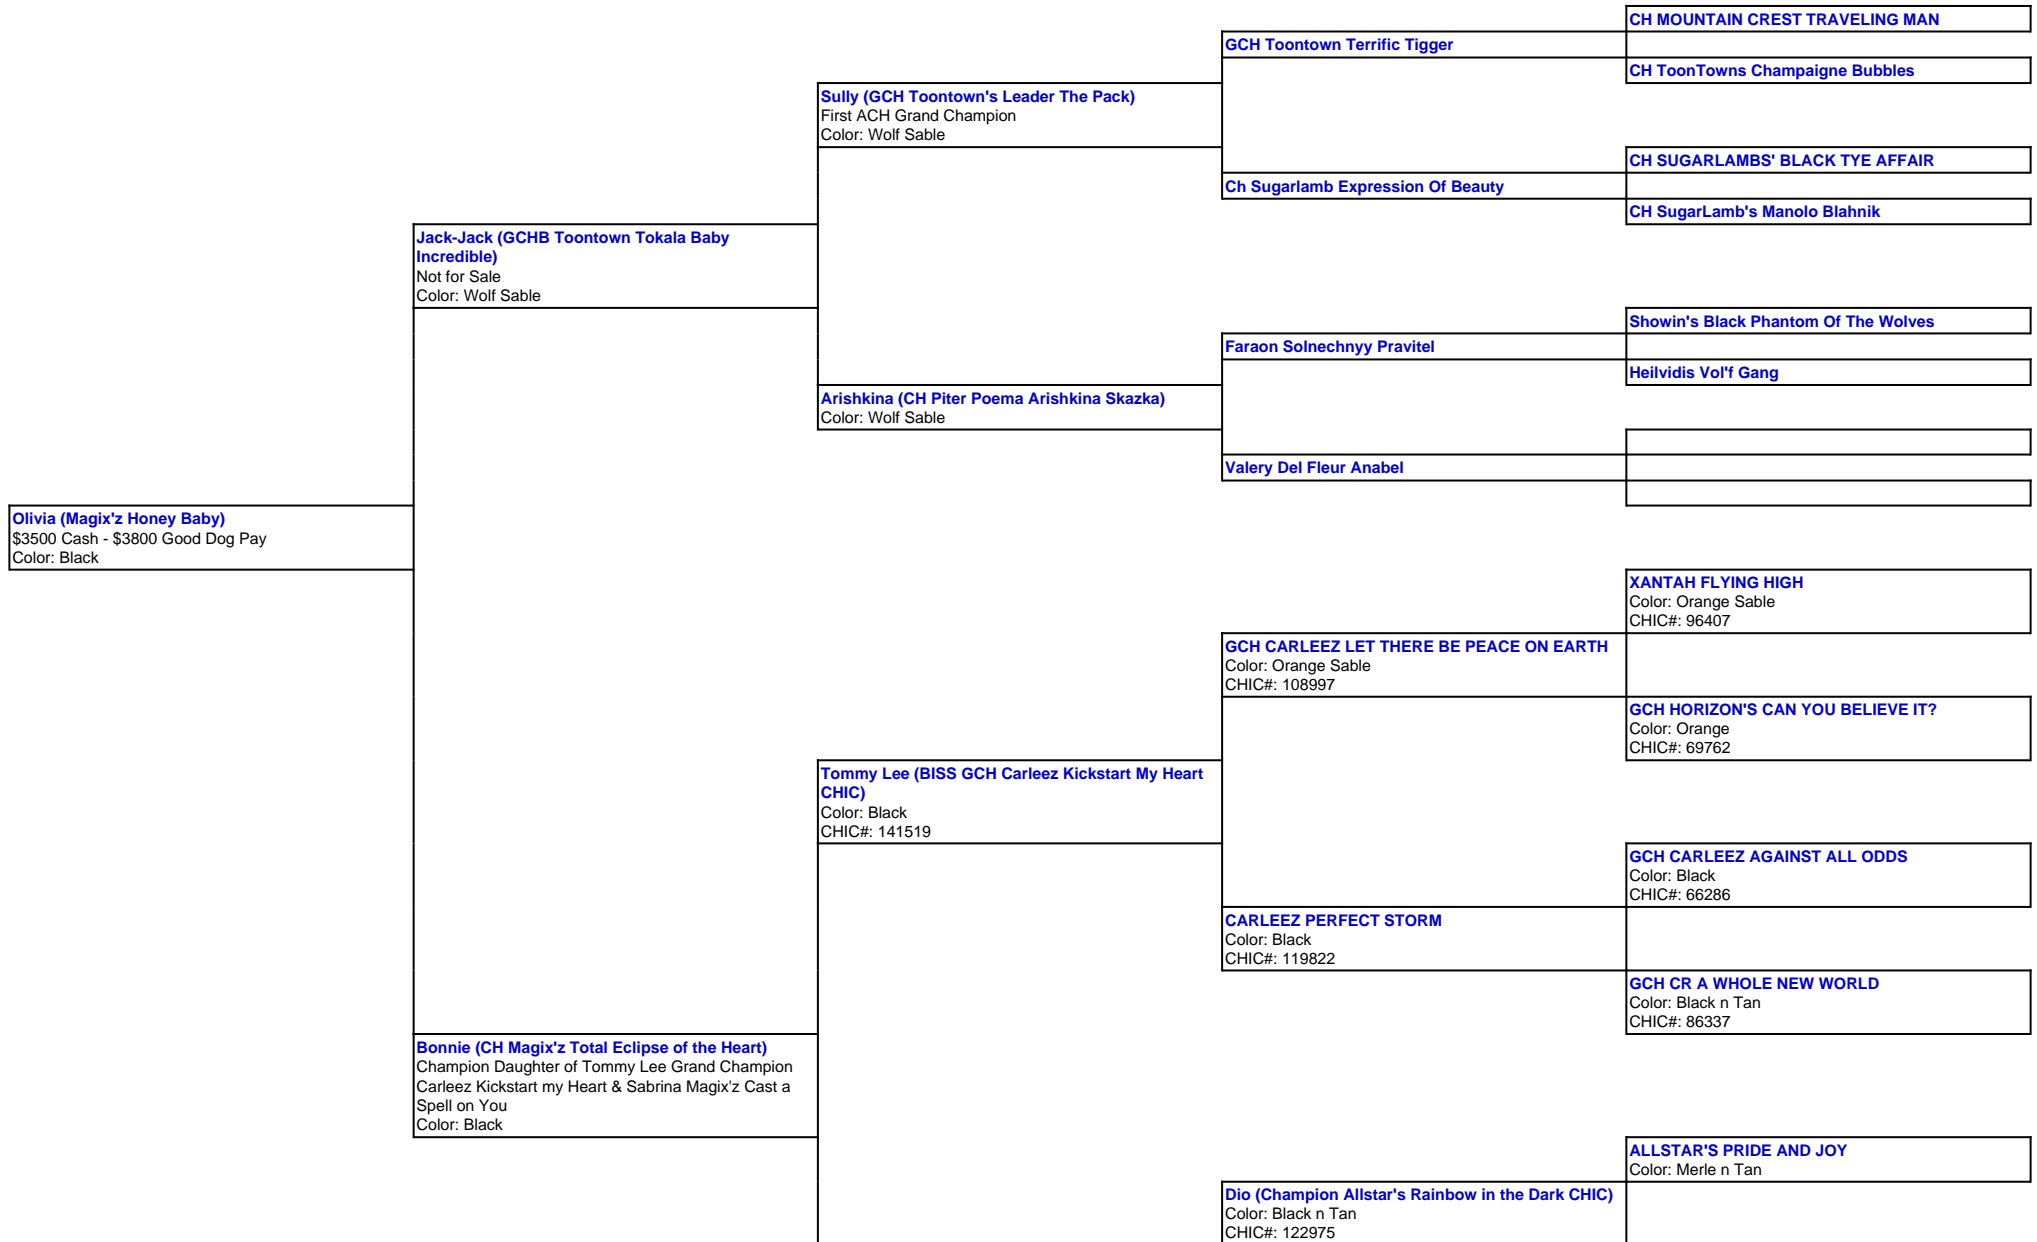 CH MOUNTAIN CREST TRAVELING MAN
GCH Toontown Terrific Tigger
CH ToonTowns Champaigne Bubbles
Sully (GCH Toontown's Leader The Pack)
First ACH Grand Champion
Color: Wolf Sable
CH SUGARLAMBS' BLACK TYE AFFAIR
Ch Sugarlamb Expression Of Beauty
CH SugarLamb's Manolo Blahnik
Jack-Jack (GCHB Toontown Tokala Baby
Incredible)
Not for Sale
Color: Wolf Sable
Showin's Black Phantom Of The Wolves
Faraon Solnechnyy Pravitel
Heilvidis Vol'f Gang
Arishkina (CH Piter Poema Arishkina Skazka)
Color: Wolf Sable
Valery Del Fleur Anabel
Olivia (Magix'z Honey Baby)
$3500 Cash - $3800 Good Dog Pay
Color: Black
XANTAH FLYING HIGH
Color: Orange Sable
CHIC#: 96407
GCH CARLEEZ LET THERE BE PEACE ON EARTH
Color: Orange Sable
CHIC#: 108997
GCH HORIZON'S CAN YOU BELIEVE IT?
Color: Orange
CHIC#: 69762
Tommy Lee (BISS GCH Carleez Kickstart My Heart
CHIC)
Color: Black
CHIC#: 141519
GCH CARLEEZ AGAINST ALL ODDS
Color: Black
CHIC#: 66286
CARLEEZ PERFECT STORM
Color: Black
CHIC#: 119822
GCH CR A WHOLE NEW WORLD
Color: Black n Tan
CHIC#: 86337
Bonnie (CH Magix'z Total Eclipse of the Heart)
Champion Daughter of Tommy Lee Grand Champion
Carleez Kickstart my Heart & Sabrina Magix'z Cast a
Spell on You
Color: Black
ALLSTAR'S PRIDE AND JOY
Color: Merle n Tan
Dio (Champion Allstar's Rainbow in the Dark CHIC)
Color: Black n Tan
CHIC#: 122975